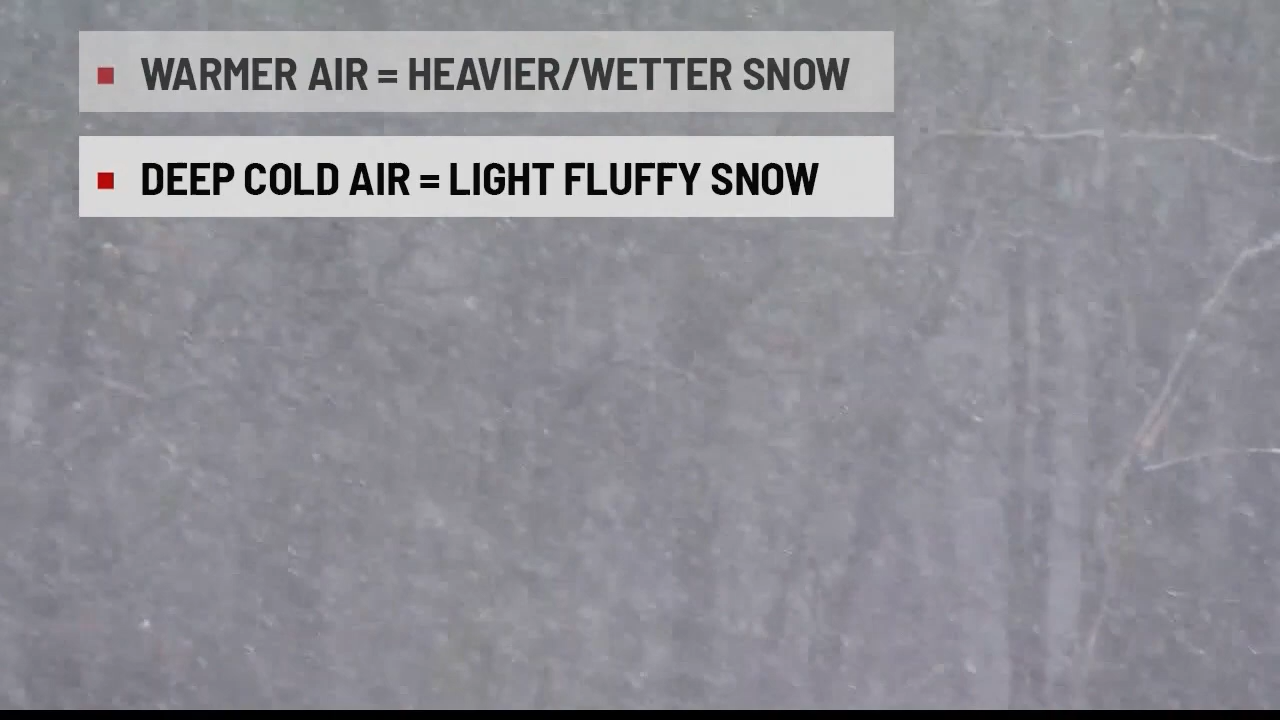 WARMER AIR = HEAVIER/WETTER SNOW
DEEP COLD AIR = LIGHT FLUFFY SNOW